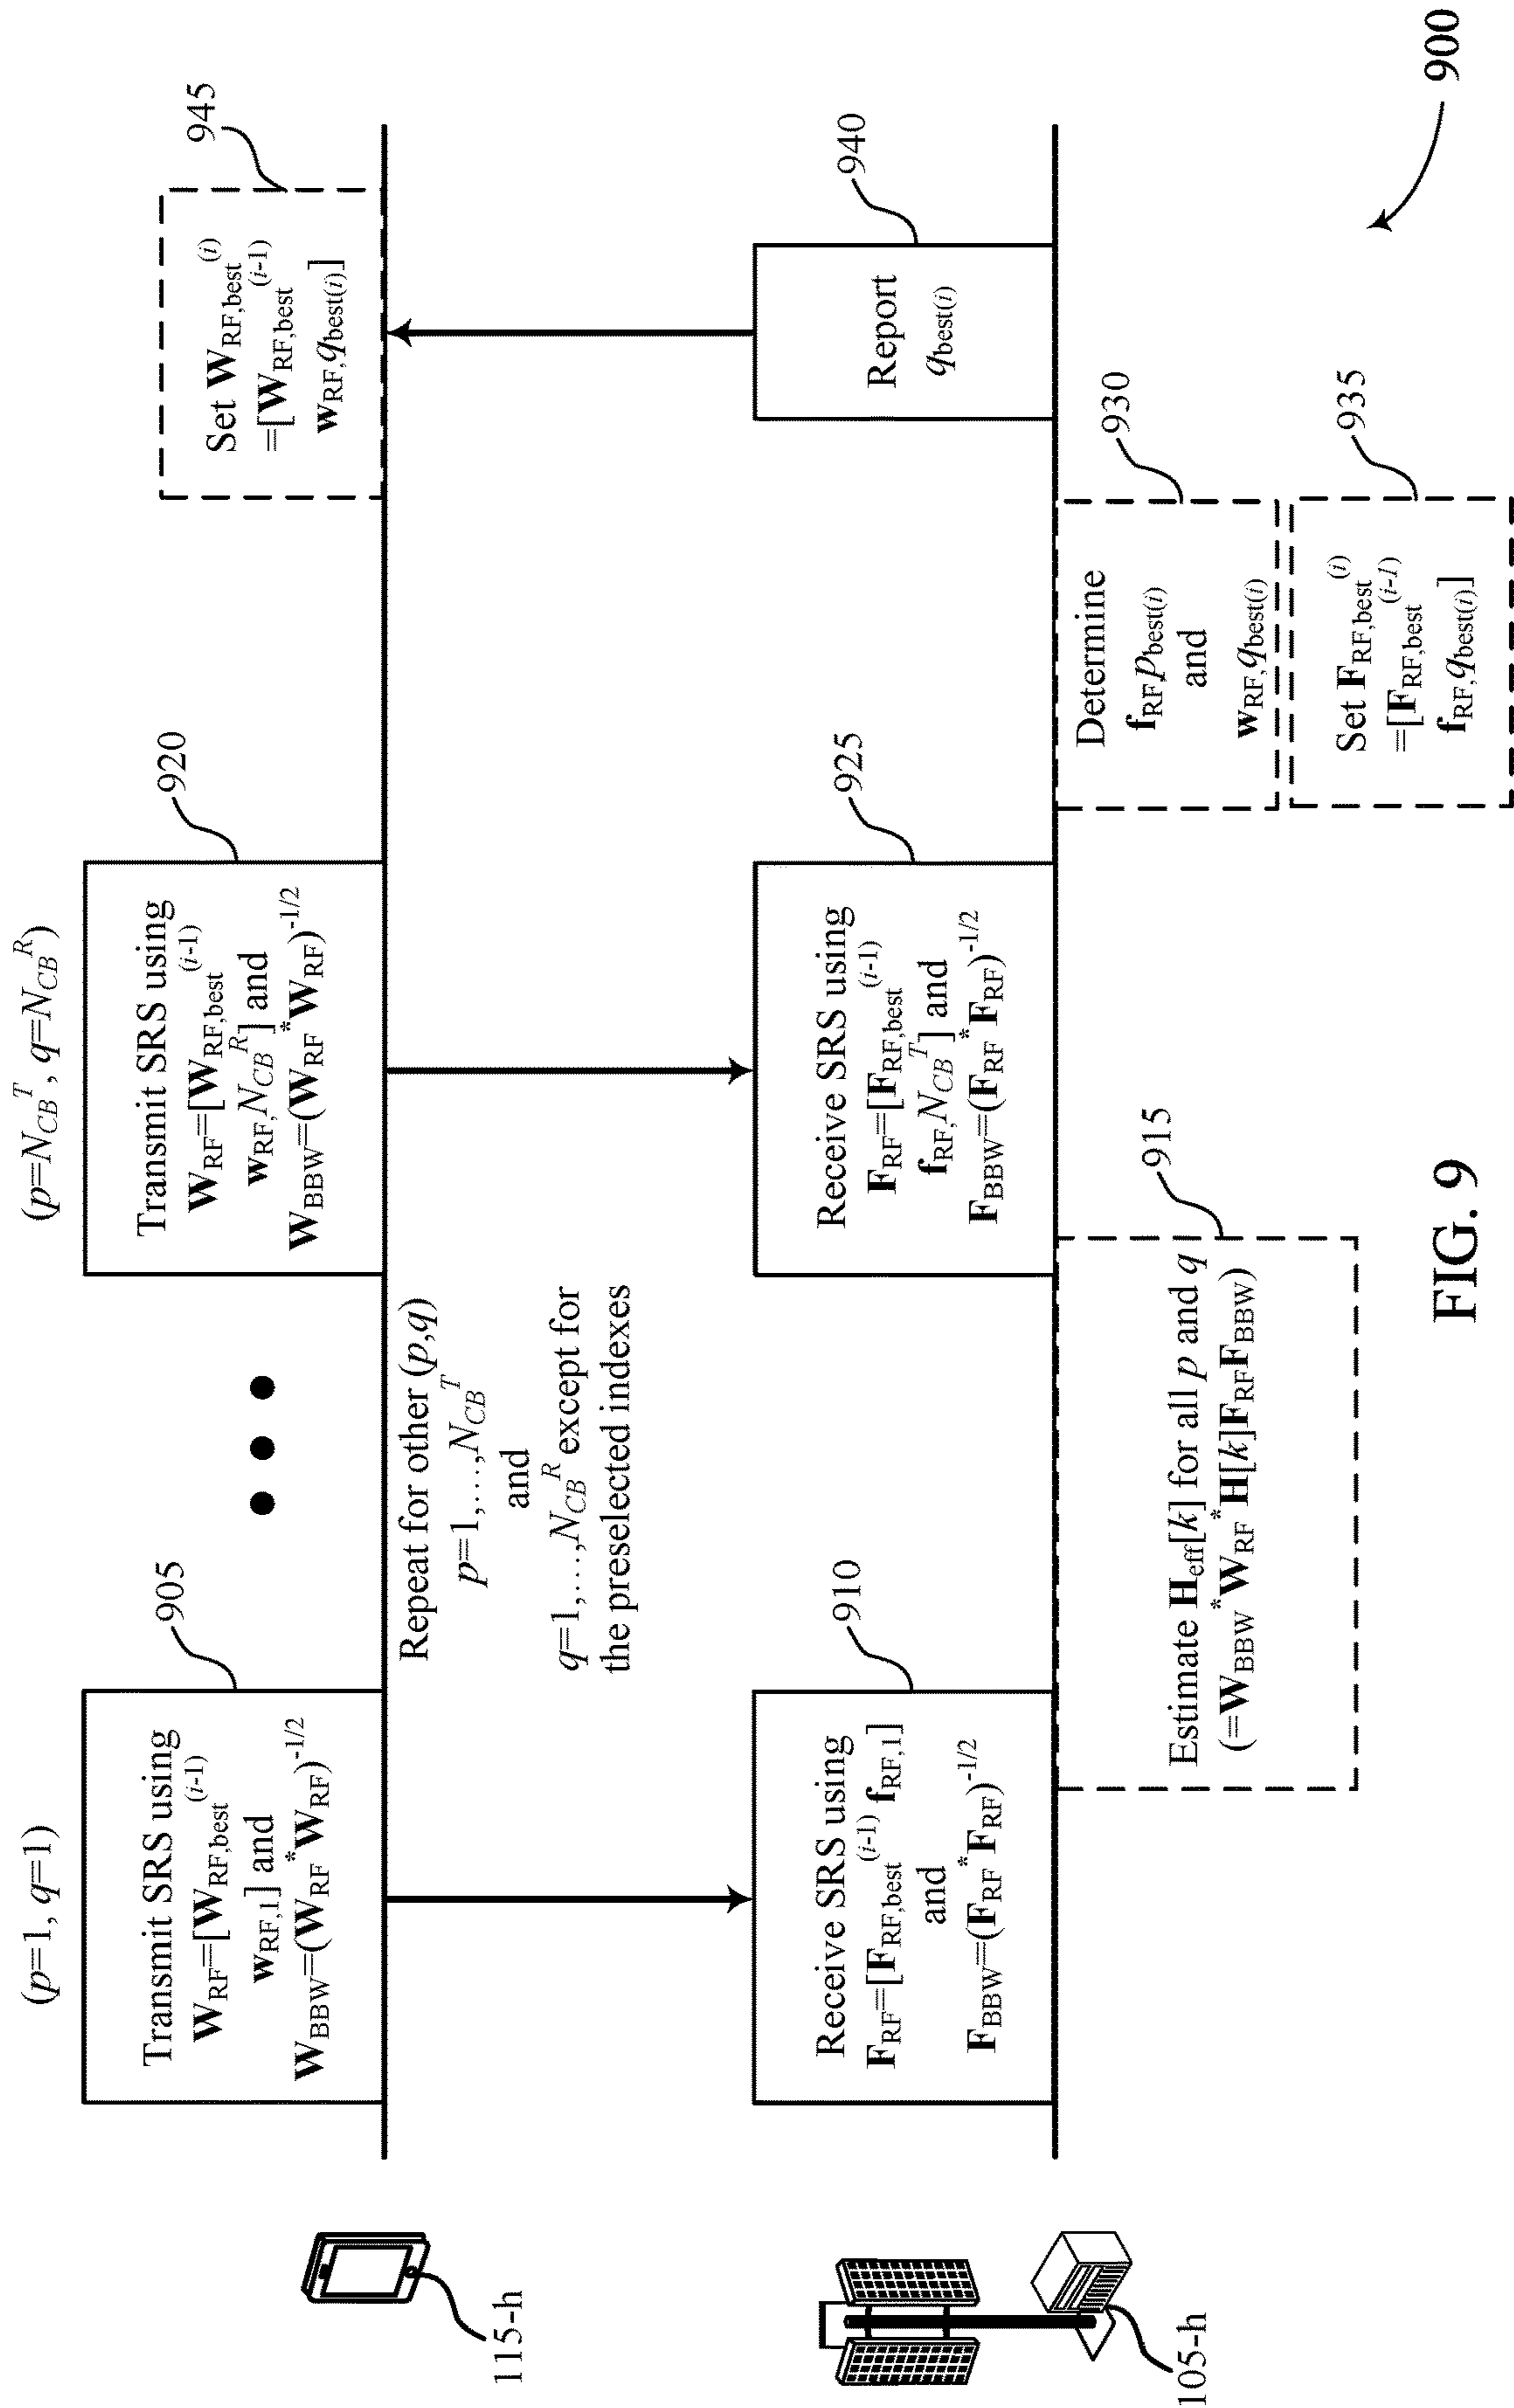 (p=1, q=1)
905
Transmit SRS using
W_RF=[W_RF,best^(i-1)
w_RF,1] and
W_BBW=(W_RF*W_RF)^-1/2
(p=N_CB^T, q=N_CB^R)
920
Transmit SRS using
W_RF=[W_RF,best^(i-1)
w_RF,N_CB^R] and
W_BBW=(W_RF*W_RF)^-1/2
945
Set W_RF,best^(i)
=[W_RF,best^(i-1)
w_RF,q_best(i)]
Repeat for other (p,q)
p=1,…,N_CB^T
and
q=1,…,N_CB^R except for
the preselected indexes
115-h
910
Receive SRS using
F_RF=[F_RF,best^(i-1) f_RF,1]
and
F_BBW=(F_RF*F_RF)^-1/2
925
Receive SRS using
F_RF=[F_RF,best^(i-1)
f_RF,N_CB^T] and
F_BBW=(F_RF*F_RF)^-1/2
940
Report
q_best(i)
105-h
915
Estimate H_eff[k] for all p and q
(=W_BBW*W_RF*H[k]F_RF F_BBW)
930
Determine
f_RF p_best(i)
and
w_RF,q_best(i)
935
Set F_RF,best^(i)
=[F_RF,best^(i-1)
f_RF,q_best(i)]
900
FIG. 9